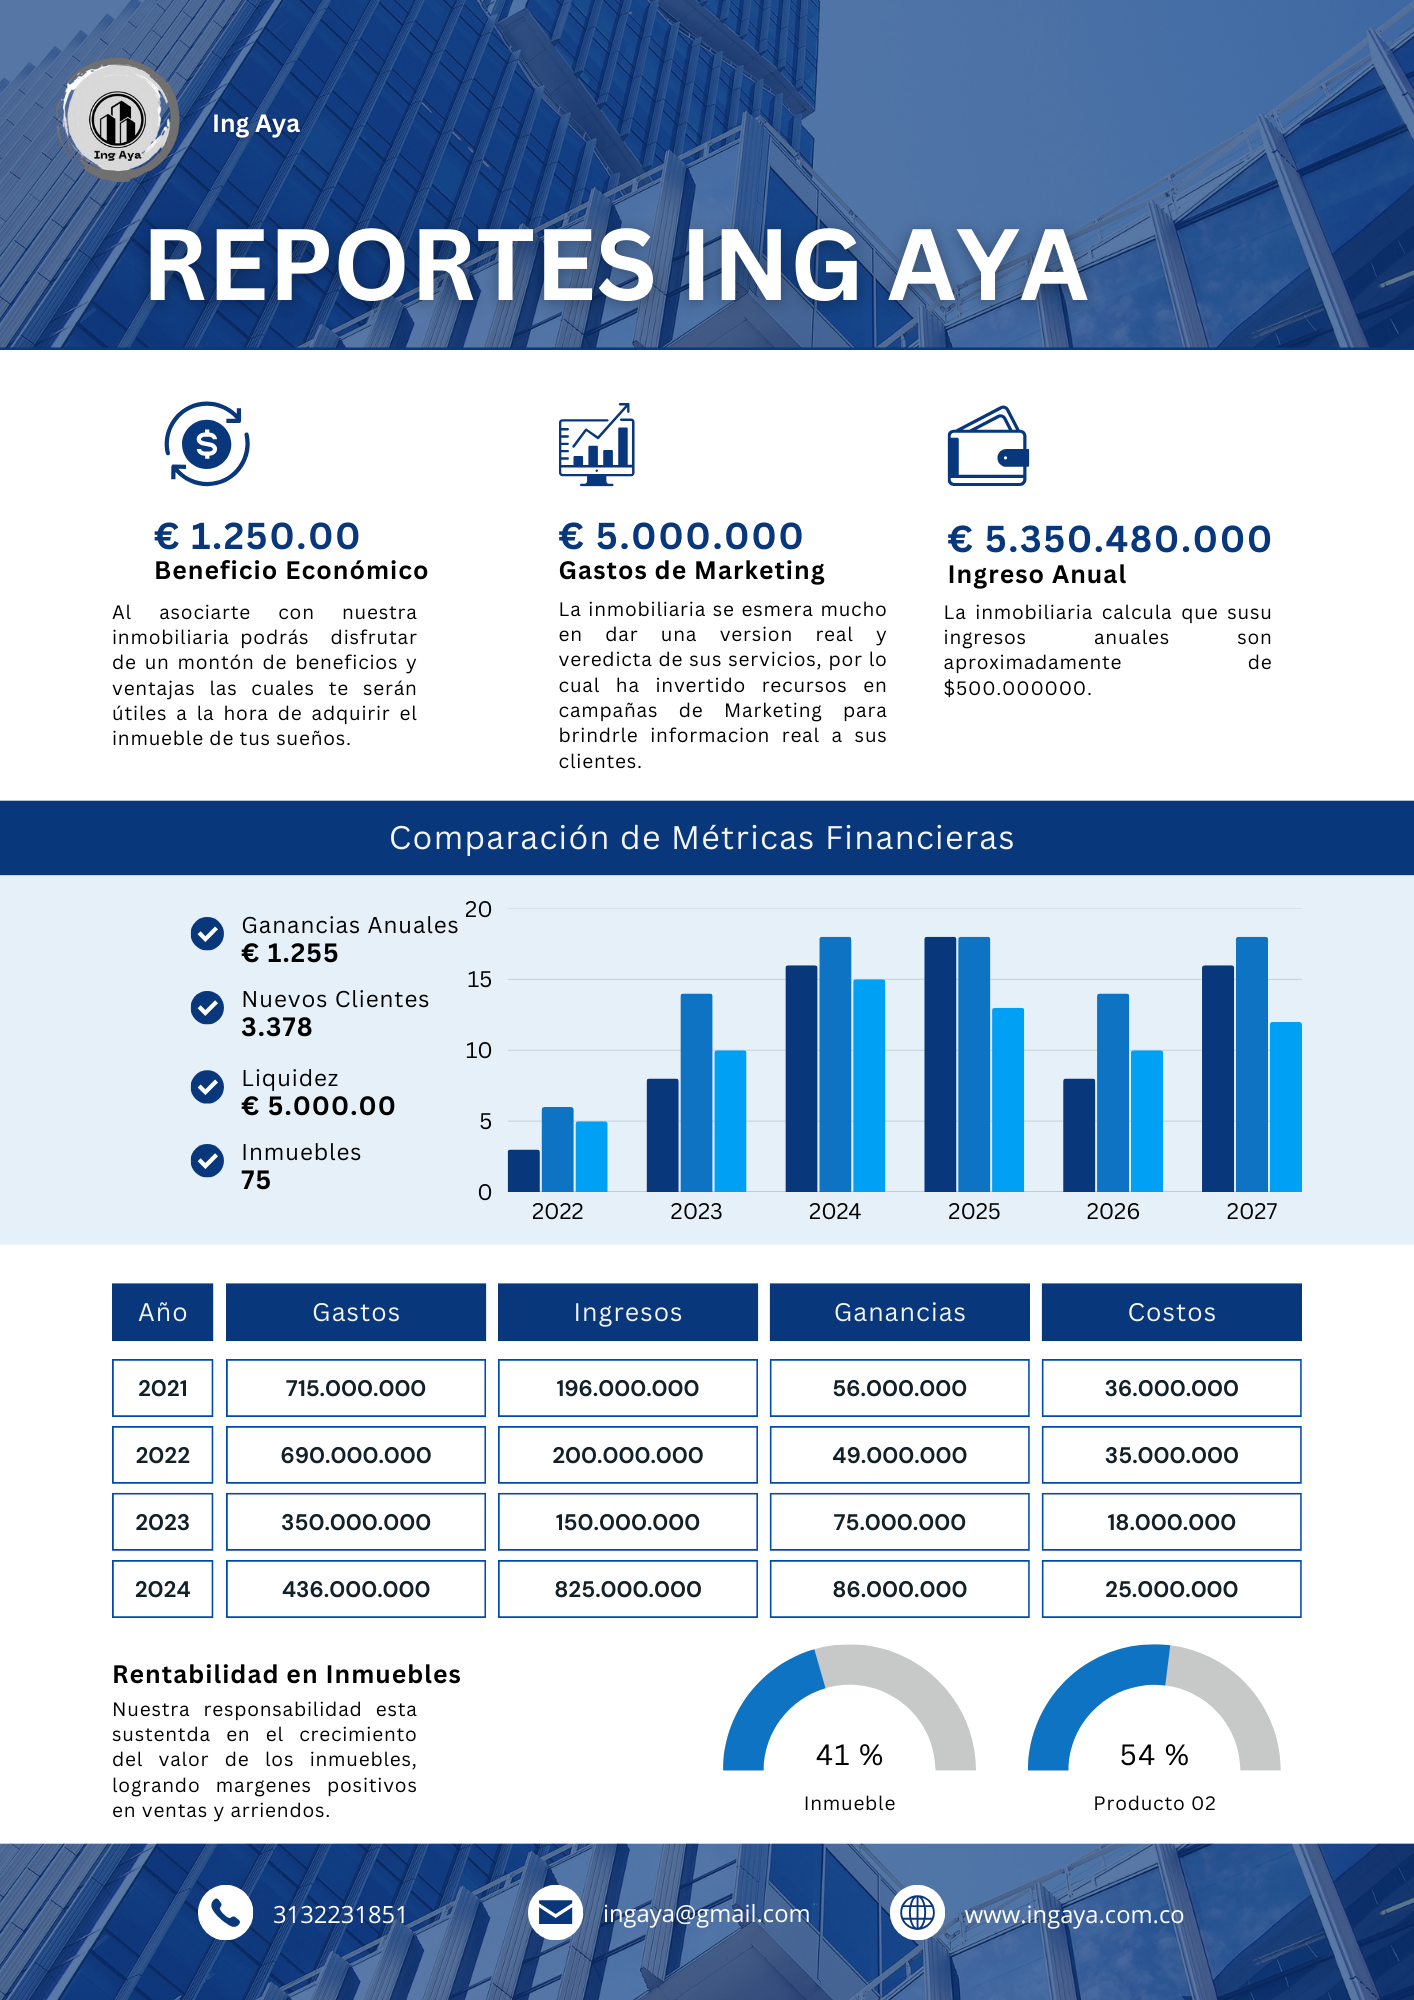 Ing Aya
Ing Aya
REPORTES ING AYA
€ 1.250.00
Beneficio Económico
Al asociarte con nuestra
inmobiliaria podrás disfrutar
de un montón de beneficios y
ventajas las cuales te serán
útiles a la hora de adquirir el
inmueble de tus sueños.
€ 5.000.000
Gastos de Marketing
La inmobiliaria se esmera mucho
en dar una version real y
veredicta de sus servicios, por lo
cual ha invertido recursos en
campañas de Marketing para
brindrle informacion real a sus
clientes.
€ 5.350.480.000
Ingreso Anual
La inmobiliaria calcula que susu
ingresos anuales son
aproximadamente de
$500.000000.
Comparación de Métricas Financieras
Ganancias Anuales
€ 1.255
Nuevos Clientes
3.378
Liquidez
€ 5.000.00
Inmuebles
75
20
15
10
5
0
2022 2023 2024 2025 2026 2027
Año Gastos Ingresos Ganancias Costos
2021 715.000.000 196.000.000 56.000.000 36.000.000
2022 690.000.000 200.000.000 49.000.000 35.000.000
2023 350.000.000 150.000.000 75.000.000 18.000.000
2024 436.000.000 825.000.000 86.000.000 25.000.000
Rentabilidad en Inmuebles
Nuestra responsabilidad esta
sustentda en el crecimiento
del valor de los inmuebles,
logrando margenes positivos
en ventas y arriendos.
41 %
Inmueble
54 %
Producto 02
3132231851
ingaya@gmail.com
www.ingaya.com.co